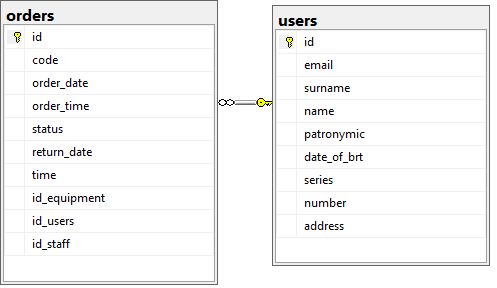 orders
id
code
order_date
order_time
status
return_date
time
id_equipment
id_users
id_staff
users
id
email
surname
name
patronymic
date_of_brt
series
number
address